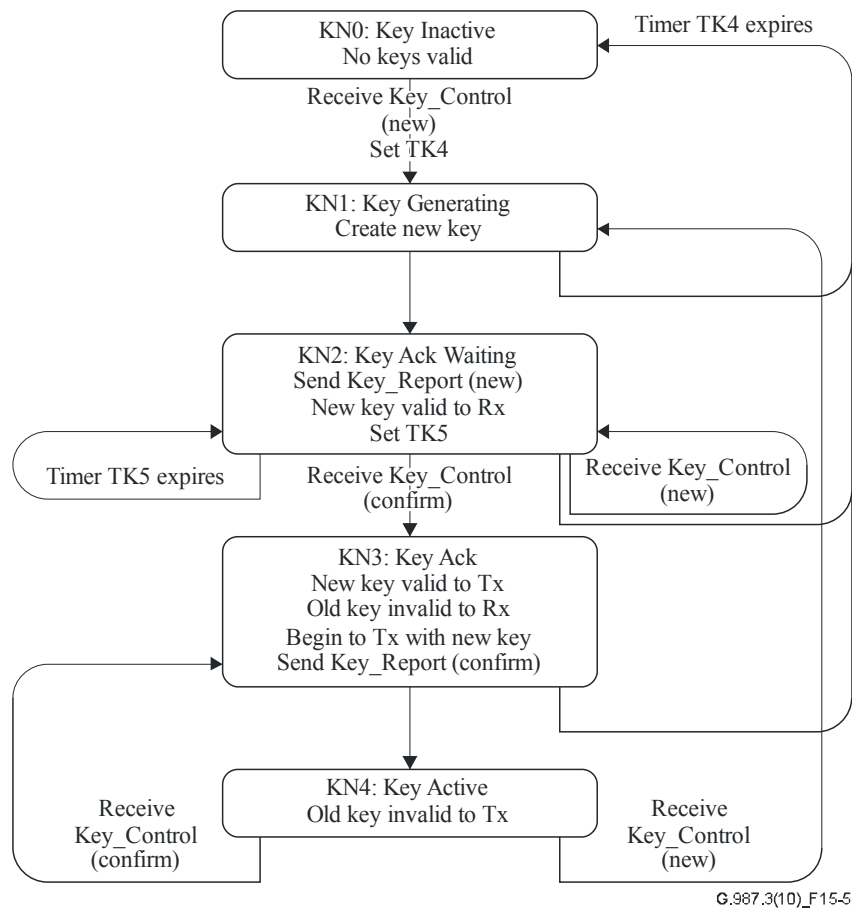 KN0: Key Inactive
No keys valid
Timer TK4 expires
Receive Key_Control
(new)
Set TK4
KN1: Key Generating
Create new key
KN2: Key Ack Waiting
Send Key_Report (new)
New key valid to Rx
Set TK5
Timer TK5 expires
Receive Key_Control
(confirm)
Receive Key_Control
(new)
KN3: Key Ack
New key valid to Tx
Old key invalid to Rx
Begin to Tx with new key
Send Key_Report (confirm)
KN4: Key Active
Old key invalid to Tx
Receive
Key_Control
(confirm)
Receive
Key_Control
(new)
G.987.3(10)_F15-5